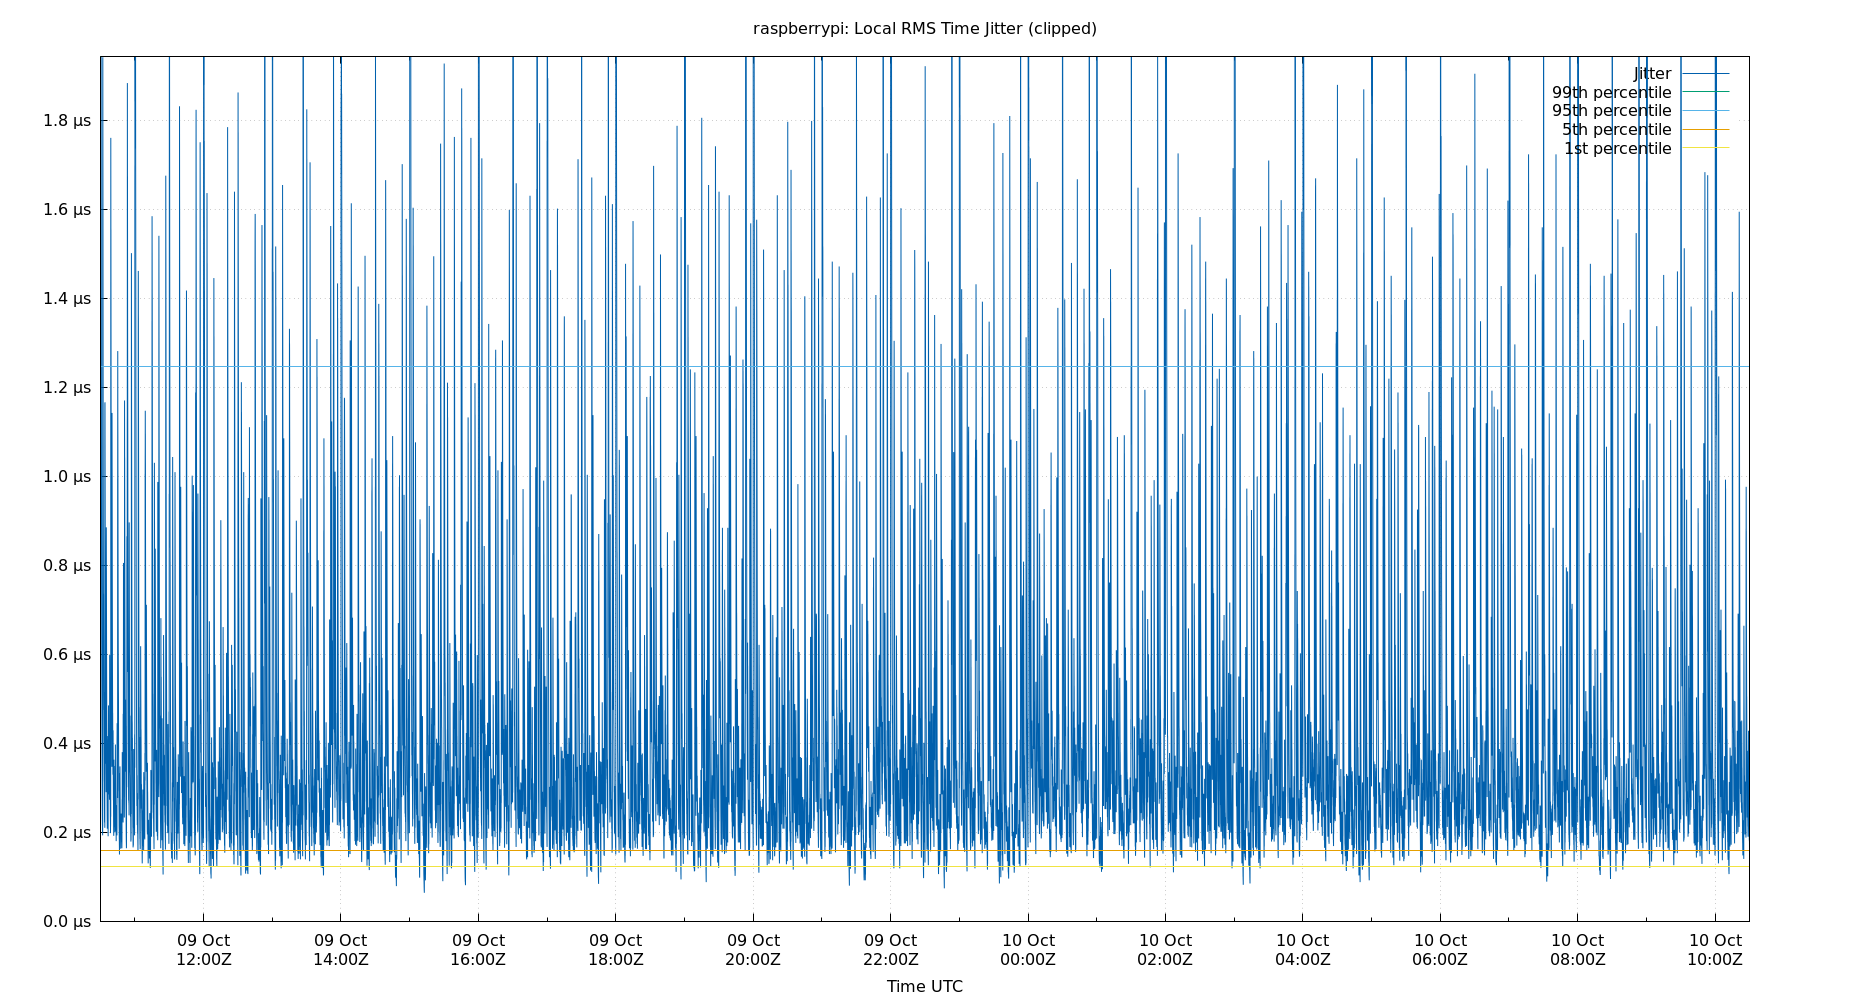 raspberrypi: Local RMS Time Jitter (clipped)
Jitter
99th percentile
95th percentile
5th percentile
1st percentile
1.8 µs
1.6 µs
1.4 µs
1.2 µs
1.0 µs
0.8 µs
0.6 µs
0.4 µs
0.2 µs
0.0 µs
09 Oct 09 Oct 09 Oct 09 Oct 09 Oct 09 Oct 10 Oct 10 Oct 10 Oct 10 Oct 10 Oct 10 Oct
12:00Z 14:00Z 16:00Z 18:00Z 20:00Z 22:00Z 00:00Z 02:00Z 04:00Z 06:00Z 08:00Z 10:00Z
Time UTC